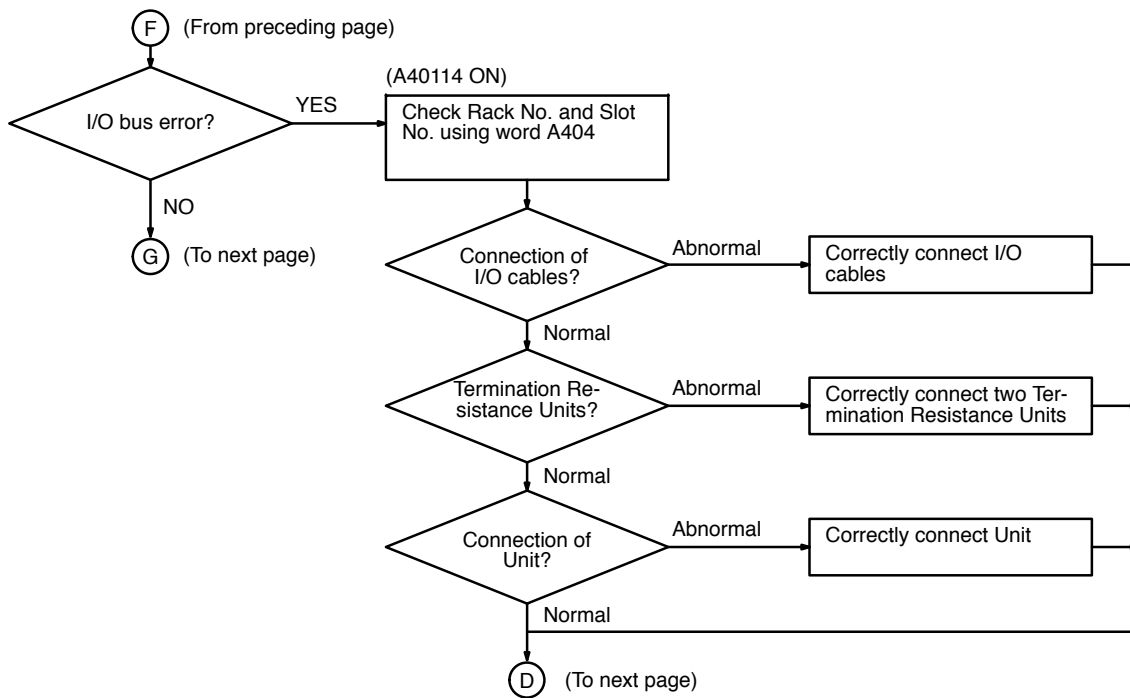 F (From preceding page)
(A40114 ON)
I/O bus error?
YES
Check Rack No. and Slot
No. using word A404
NO
G (To next page)
Connection of
I/O cables?
Abnormal
Correctly connect I/O
cables
Normal
Termination Re-
sistance Units?
Abnormal
Correctly connect two Ter-
mination Resistance Units
Normal
Connection of
Unit?
Abnormal
Correctly connect Unit
Normal
D (To next page)